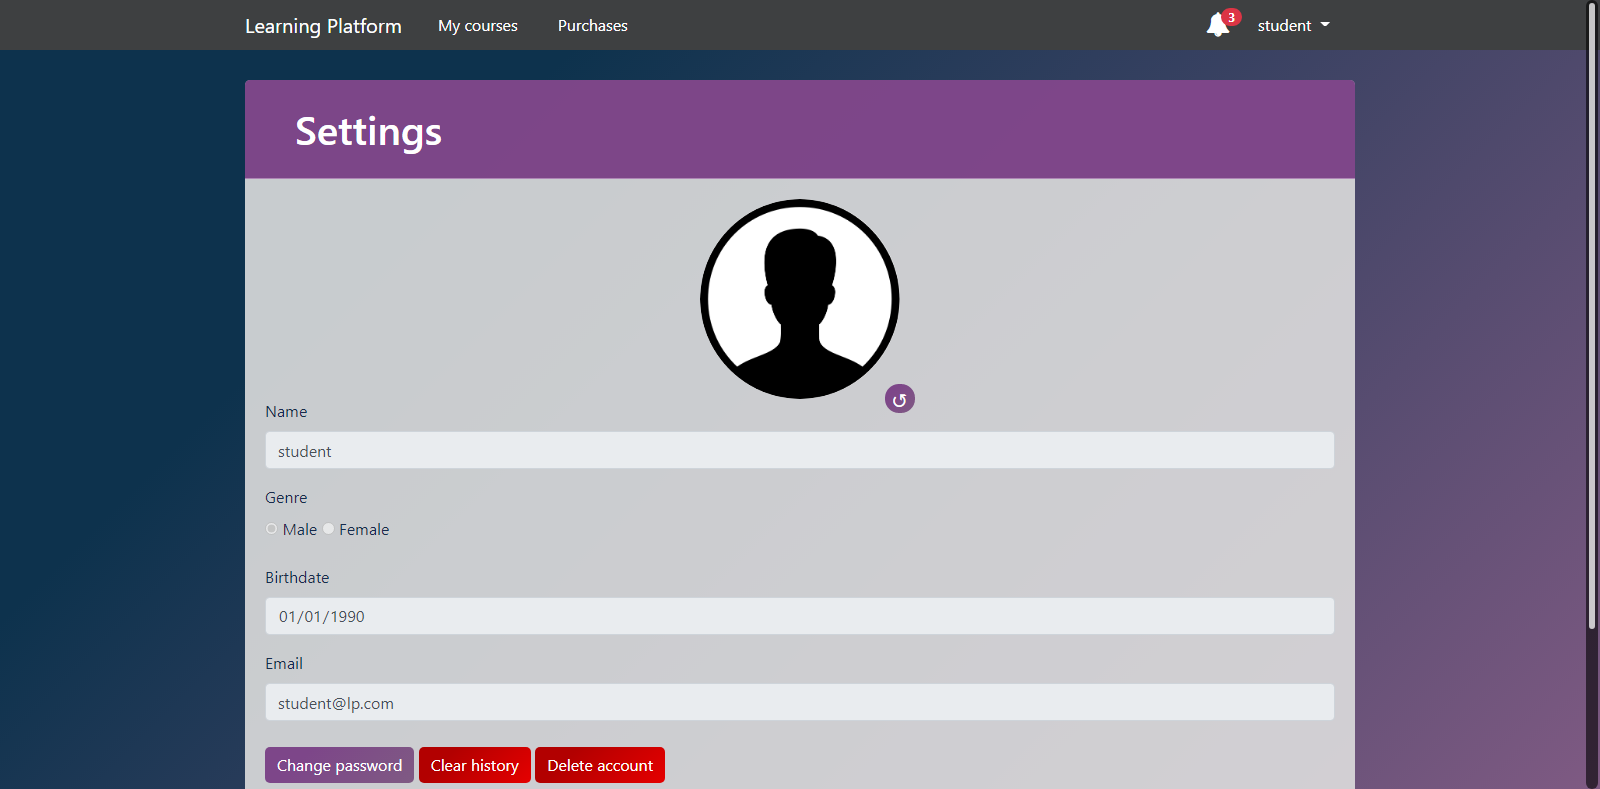 Learning Platform My courses Purchases 3 student
Settings
↺
Name
student
Genre
Male Female
Birthdate
01/01/1990
Email
student@lp.com
Change password Clear history Delete account